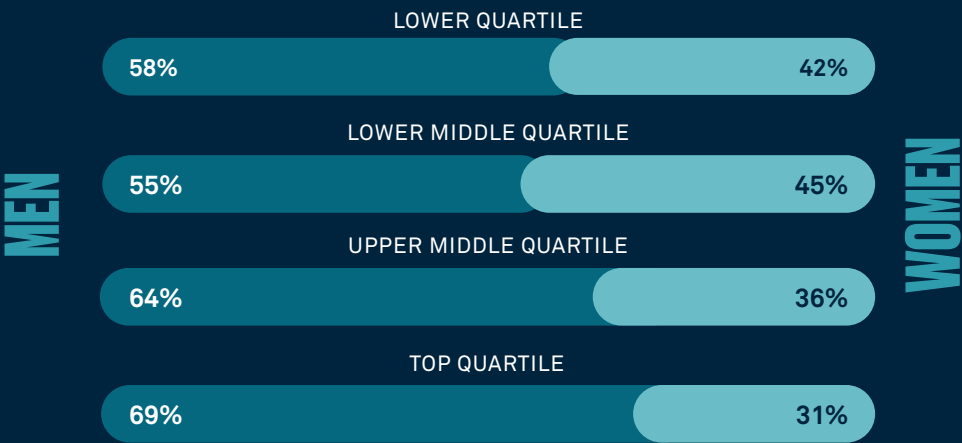 LOWER QUARTILE
58% 42%
LOWER MIDDLE QUARTILE
55% 45%
MEN
WOMEN
UPPER MIDDLE QUARTILE
64% 36%
TOP QUARTILE
69% 31%